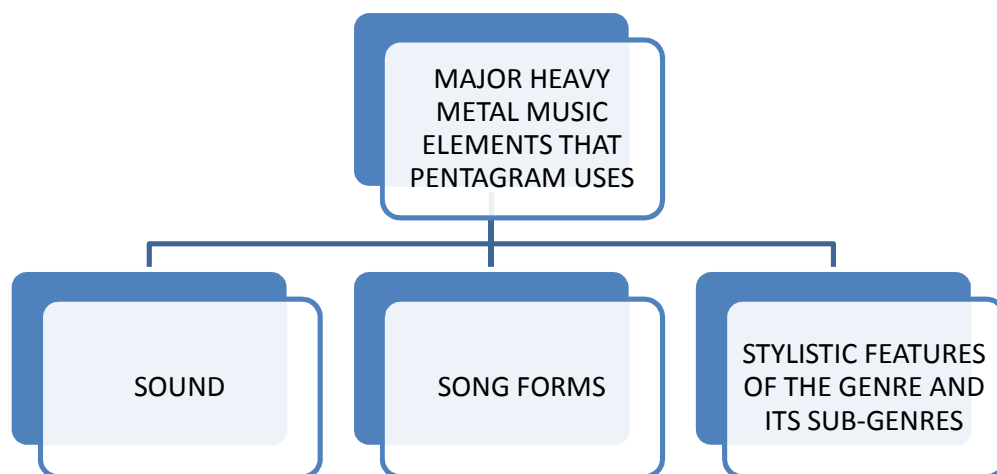 MAJOR HEAVY
METAL MUSIC
ELEMENTS THAT
PENTAGRAM USES
SOUND
SONG FORMS
STYLISTIC FEATURES
OF THE GENRE AND
ITS SUB-GENRES